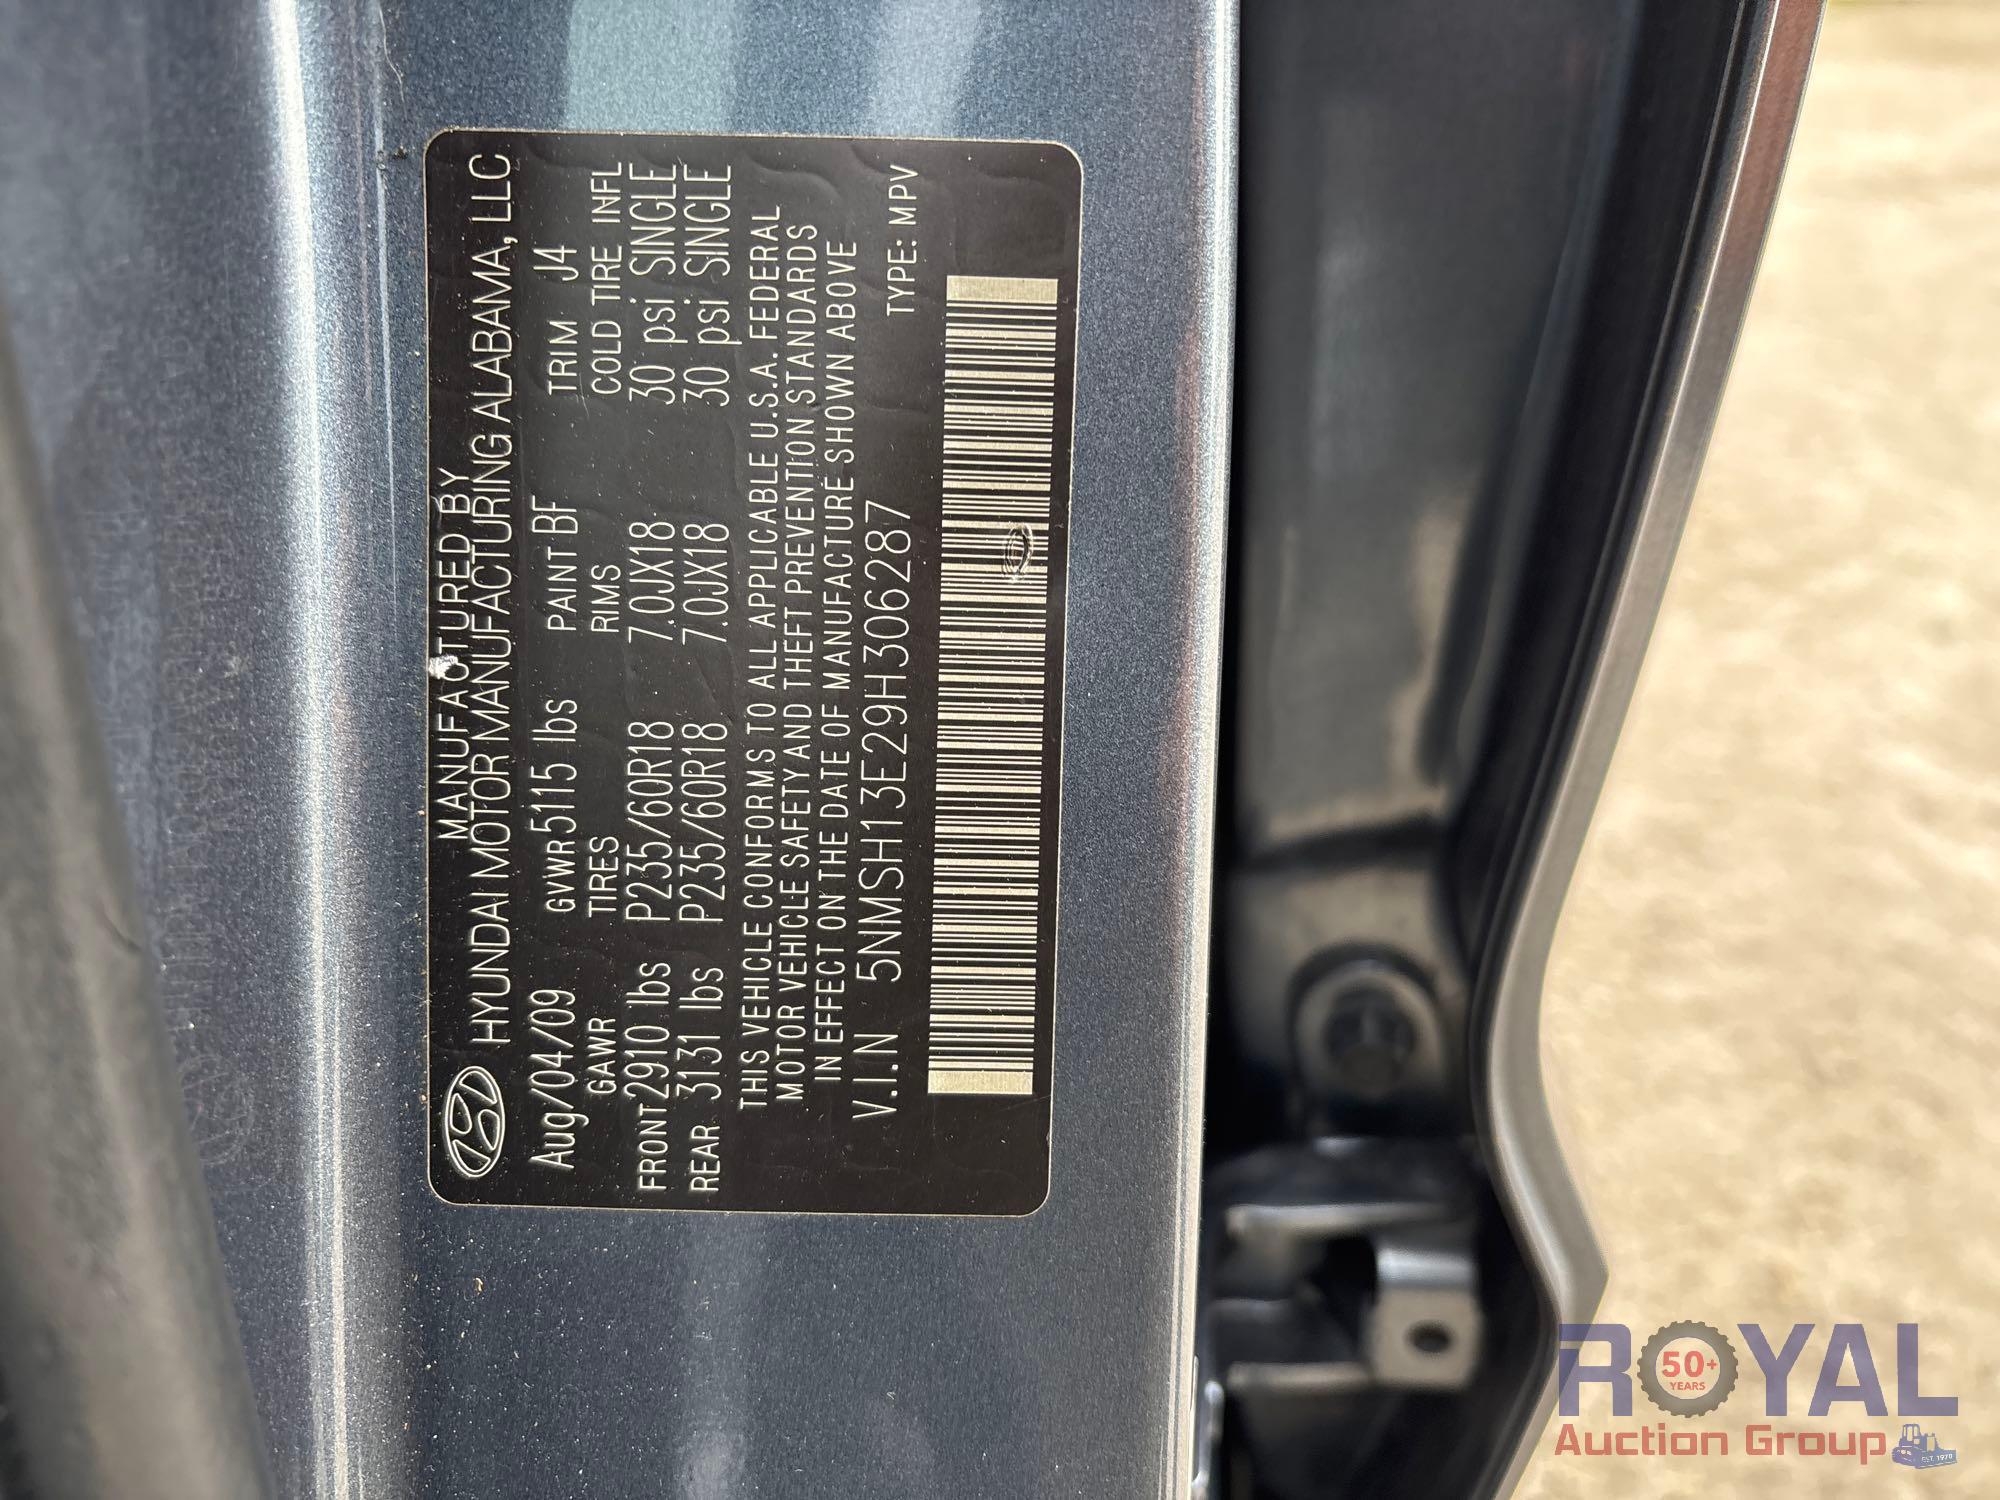 MANUFACTURED BY
HYUNDAI MOTOR MANUFACTURING ALABAMA, LLC
Aug/04/09 GVWR 5115 lbs PAINT BF TRIM J4
GAWR TIRES RIMS COLD TIRE INFL
FRONT 2910 lbs P235/60R18 7.0JX18 30 psi SINGLE
REAR 3131 lbs P235/60R18 7.0JX18 30 psi SINGLE
THIS VEHICLE CONFORMS TO ALL APPLICABLE U.S.A. FEDERAL
MOTOR VEHICLE SAFETY AND THEFT PREVENTION STANDARDS
IN EFFECT ON THE DATE OF MANUFACTURE SHOWN ABOVE
V.I.N 5NMSH13E29H306287 TYPE: MPV
ROYAL
50+
YEARS
Auction Group
EST. 1970